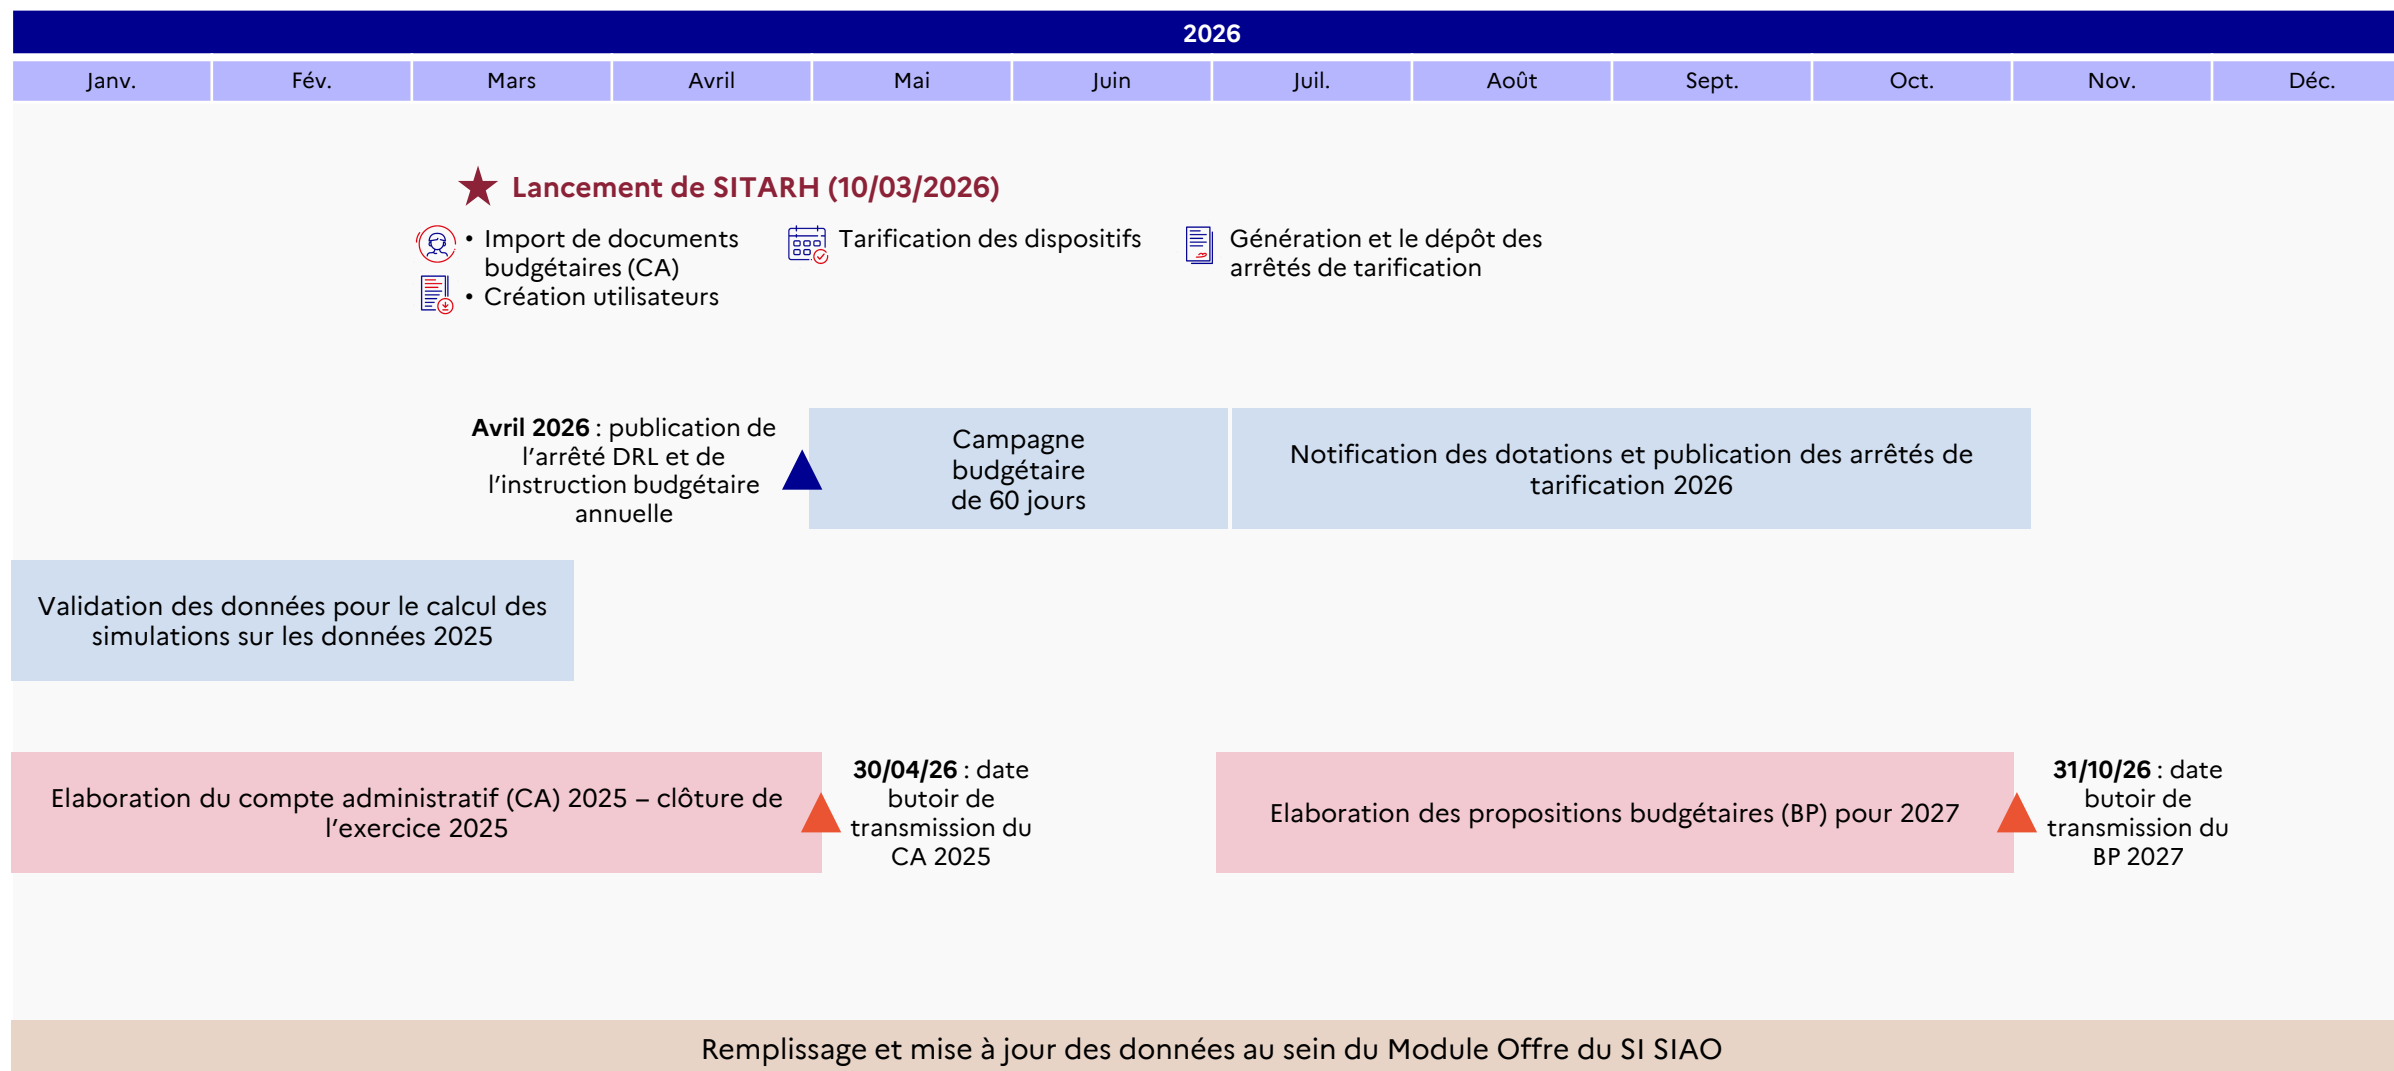 2026
Janv.
Fév.
Mars
Avril
Mai
Juin
Juil.
Août
Sept.
Oct.
Nov.
Déc.
Lancement de SITARH (10/03/2026)
• Import de documents
budgétaires (CA)
• Création utilisateurs
Tarification des dispositifs
Génération et le dépôt des
arrêtés de tarification
Avril 2026 : publication de
l'arrêté DRL et de
l'instruction budgétaire
annuelle
Campagne
budgétaire
de 60 jours
Notification des dotations et publication des arrêtés de
tarification 2026
Validation des données pour le calcul des
simulations sur les données 2025
Elaboration du compte administratif (CA) 2025 – clôture de
l'exercice 2025
30/04/26 : date
butoir de
transmission du
CA 2025
Elaboration des propositions budgétaires (BP) pour 2027
31/10/26 : date
butoir de
transmission du
BP 2027
Remplissage et mise à jour des données au sein du Module Offre du SI SIAO